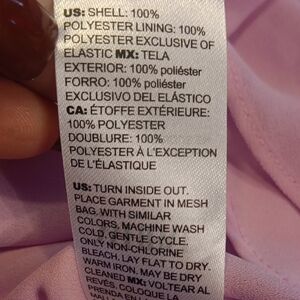 US: SHELL: 100%
POLYESTER LINING: 100%
POLYESTER EXCLUSIVE OF
ELASTIC MX: TELA
EXTERIOR: 100% poliéster
FORRO: 100% poliéster
EXCLUSIVO DEL ELÁSTICO
CA: ÉTOFFE EXTÉRIEURE:
100% POLYESTER
DOUBLURE: 100%
POLYESTER À L'EXCEPTION
DE L'ÉLASTIQUE
US: TURN INSIDE OUT.
PLACE GARMENT IN MESH
BAG. WITH SIMILAR
COLORS, MACHINE WASH
COLD, GENTLE CYCLE.
ONLY NON-CHLORINE
BLEACH. LAY FLAT TO DRY.
WARM IRON. MAY BE DRY
CLEANED MX: VOLTEAR AL
REVÉS. COLOQUE LA
PRENDA EN